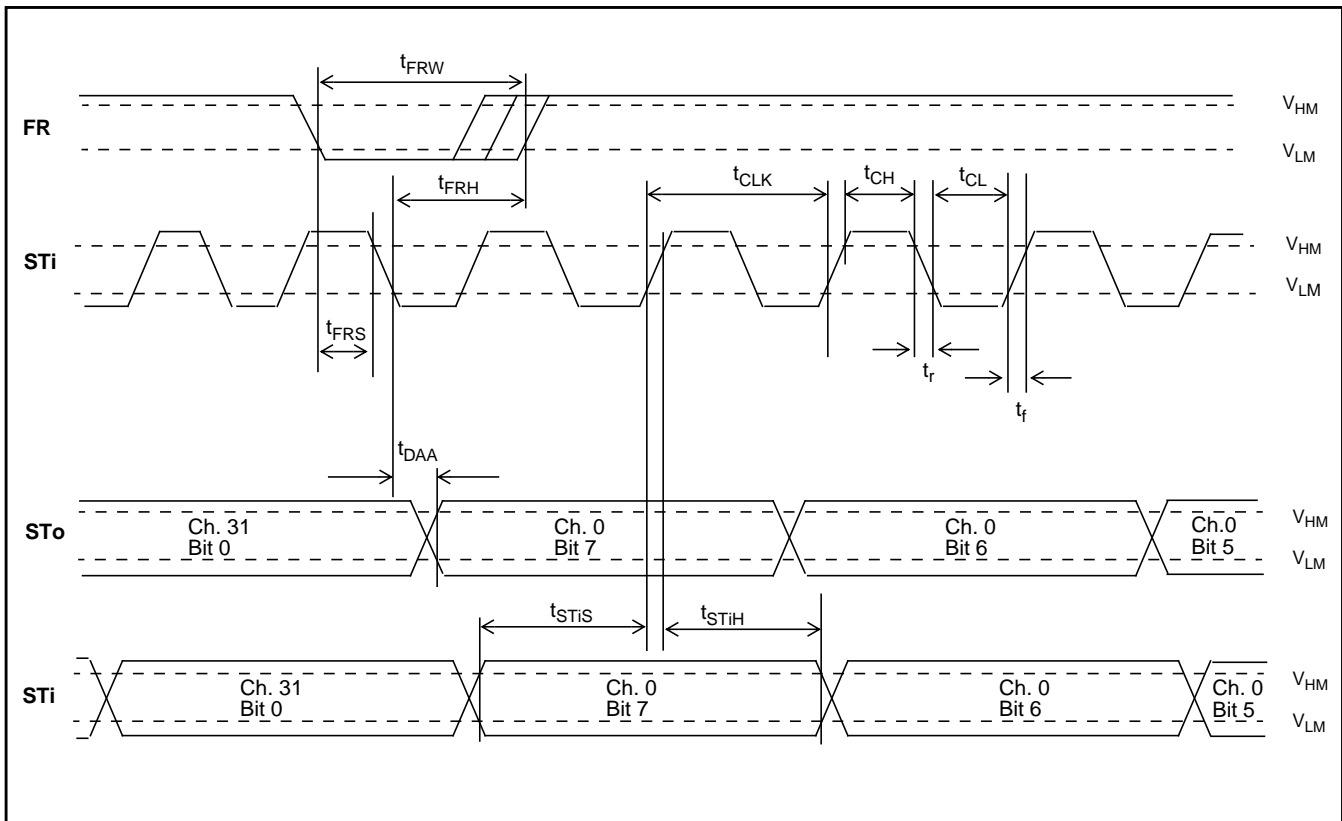 tFRW
FR
VHM
VLM
tFRH
tCLK
tCH
tCL
STi
VHM
VLM
tFRS
tr
tf
tDAA
STo
Ch. 31
Bit 0
Ch. 0
Bit 7
Ch. 0
Bit 6
Ch.0
Bit 5
VHM
VLM
tSTiS
tSTiH
STi
Ch. 31
Bit 0
Ch. 0
Bit 7
Ch. 0
Bit 6
Ch. 0
Bit 5
VHM
VLM